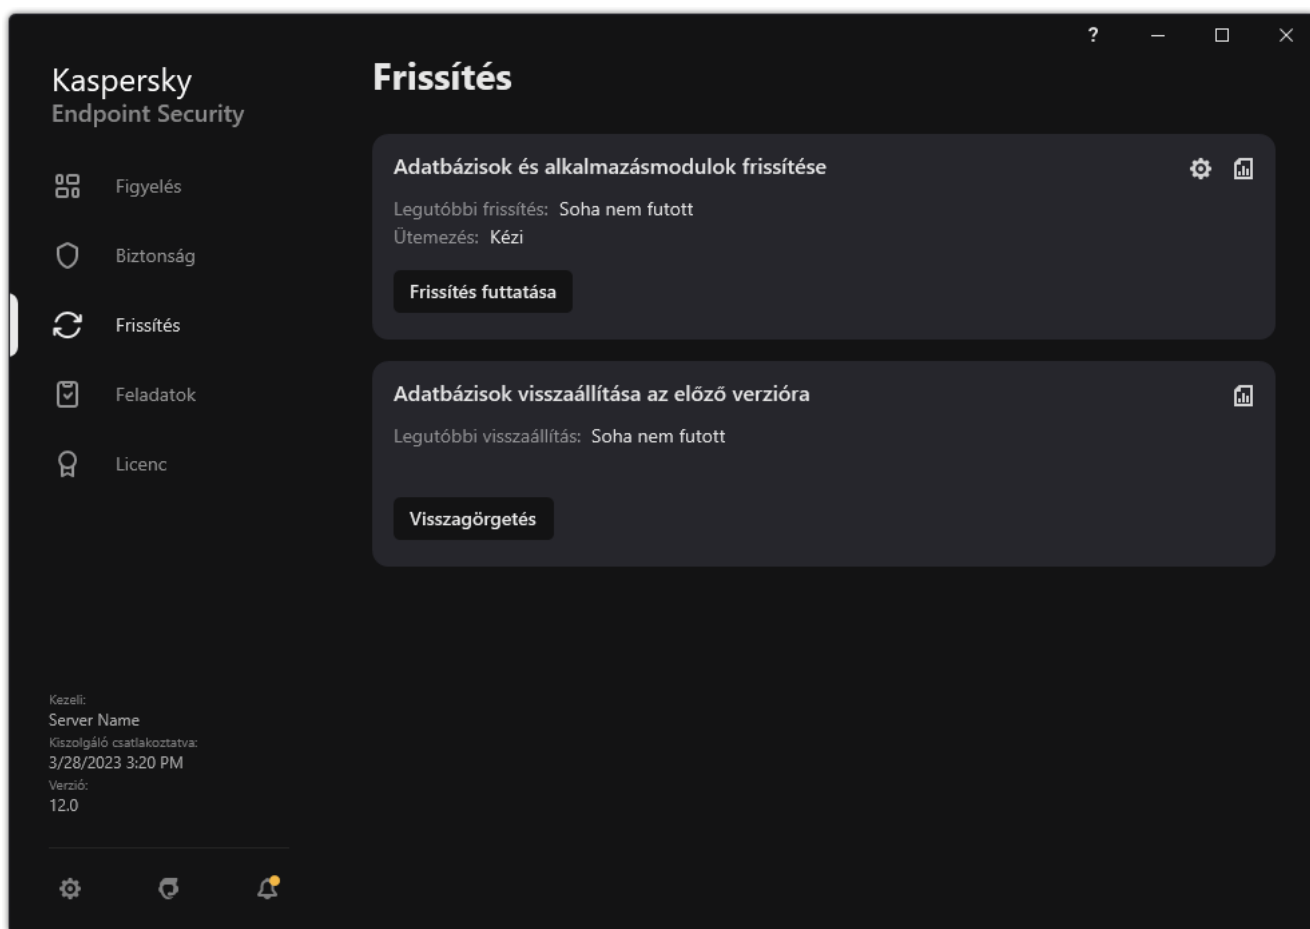 ?
Kaspersky
Endpoint Security
Figyelés
Biztonság
Frissítés
Feladatok
Licenc
Kezeli:
Server Name
Kiszolgáló csatlakoztatva:
3/28/2023 3:20 PM
Verzió:
12.0
Frissítés
Adatbázisok és alkalmazásmodulok frissítése
Legutóbbi frissítés: Soha nem futott
Ütemezés: Kézi
Frissítés futtatása
Adatbázisok visszaállítása az előző verzióra
Legutóbbi visszaállítás: Soha nem futott
Visszagörgetés